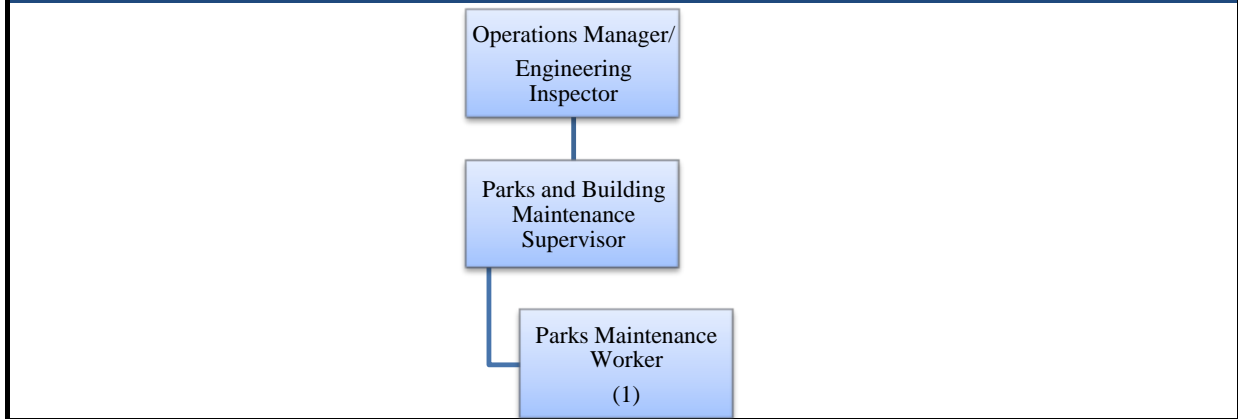 Operations Manager/
Engineering
Inspector
Parks and Building
Maintenance
Supervisor
Parks Maintenance
Worker
(1)